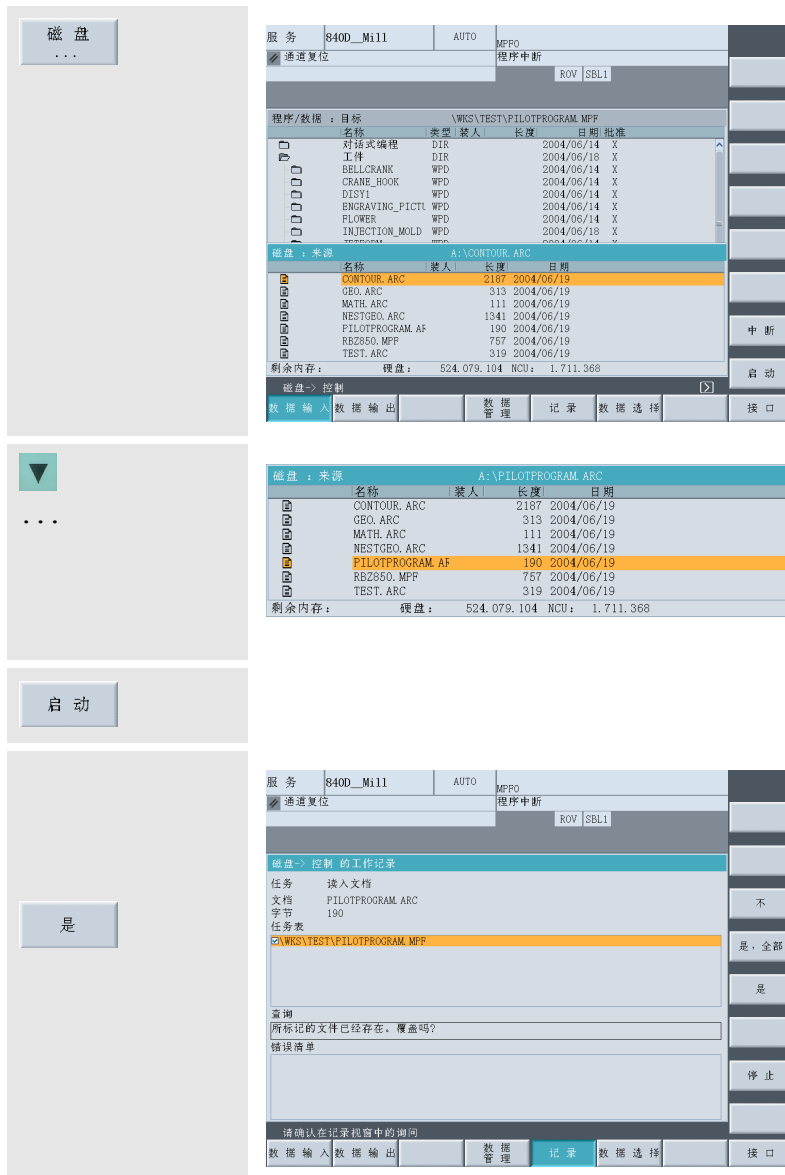 磁 盘
...
服 务 840D__Mill AUTO MPF0
通道复位 程序中断
ROV SBL1
程序/数据 : 目标 \WKS\TEST\PILOTPROGRAM.MPF
名称 类型 装人 长度 日期 批准
对话式编程 DIR 2004/06/14 X
工件 DIR 2004/06/18 X
BELLCRANK WPD 2004/06/14 X
CRANE_HOOK WPD 2004/06/14 X
DISY1 WPD 2004/06/14 X
ENGRAVING_PICTU WPD 2004/06/14 X
FLOWER WPD 2004/06/14 X
INJECTION_MOLD WPD 2004/06/18 X
磁盘 : 来源 A:\CONTOUR.ARC
名称 装人 长度 日期
CONTOUR.ARC 2187 2004/06/19
GEO.ARC 313 2004/06/19
MATH.ARC 111 2004/06/19
NESTGEO.ARC 1341 2004/06/19
PILOTPROGRAM.AF 190 2004/06/19
RBZ850.MPF 757 2004/06/19
TEST.ARC 319 2004/06/19
剩余内存: 硬盘: 524.079.104 NCU: 1.711.368
磁盘-> 控制
中 断
启 动
数 据 输 入 数 据 输 出 数 据 管 理 记 录 数 据 选 择 接 口
...
磁盘 : 来源 A:\PILOTPROGRAM.ARC
名称 装人 长度 日期
CONTOUR.ARC 2187 2004/06/19
GEO.ARC 313 2004/06/19
MATH.ARC 111 2004/06/19
NESTGEO.ARC 1341 2004/06/19
PILOTPROGRAM.AF 190 2004/06/19
RBZ850.MPF 757 2004/06/19
TEST.ARC 319 2004/06/19
剩余内存: 硬盘: 524.079.104 NCU: 1.711.368
启 动
是
服 务 840D__Mill AUTO MPF0
通道复位 程序中断
ROV SBL1
磁盘-> 控制 的工作记录
任务 读入文档
文档 PILOTPROGRAM.ARC
字节 190
任务表
\WKS\TEST\PILOTPROGRAM.MPF
查询
所标记的文件已经存在。覆盖吗?
错误清单
请确认在记录视窗中的询问
不
是，全部
是
停 止
数 据 输 入 数 据 输 出 数 据 管 理 记 录 数 据 选 择 接 口